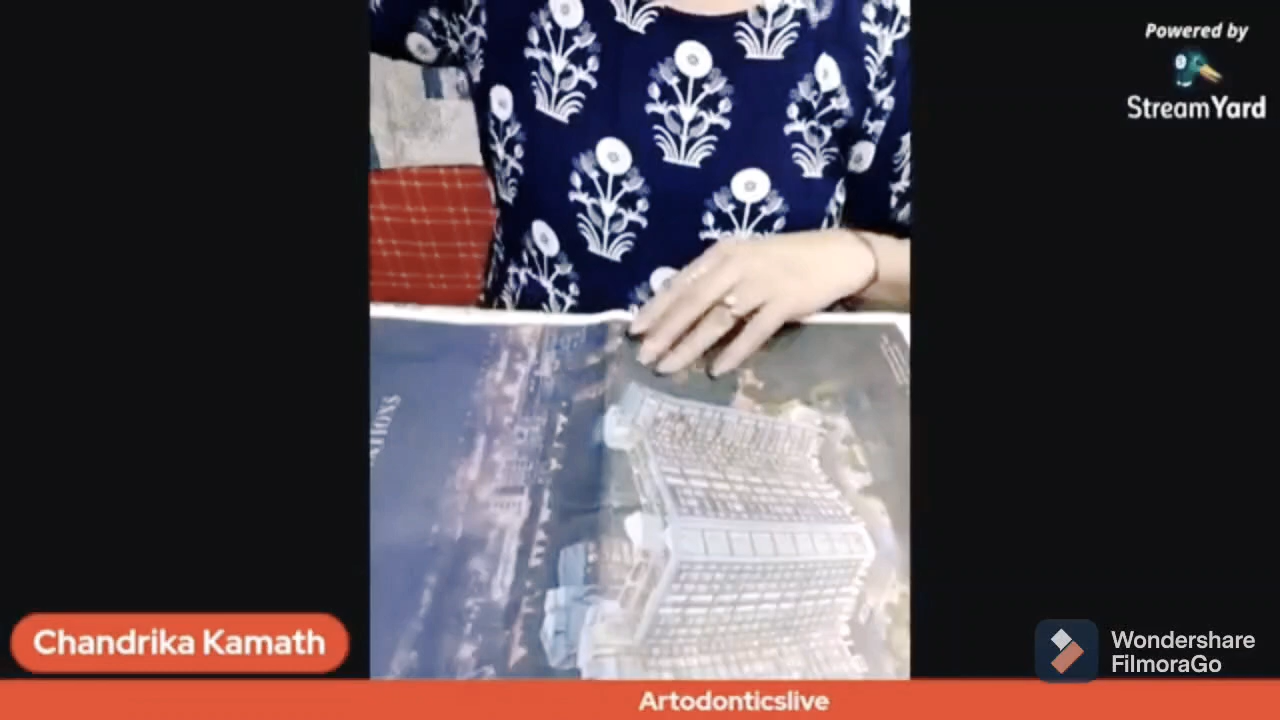 Powered by
StreamYard
Chandrika Kamath
Wondershare
FilmoraGo
Artodonticslive